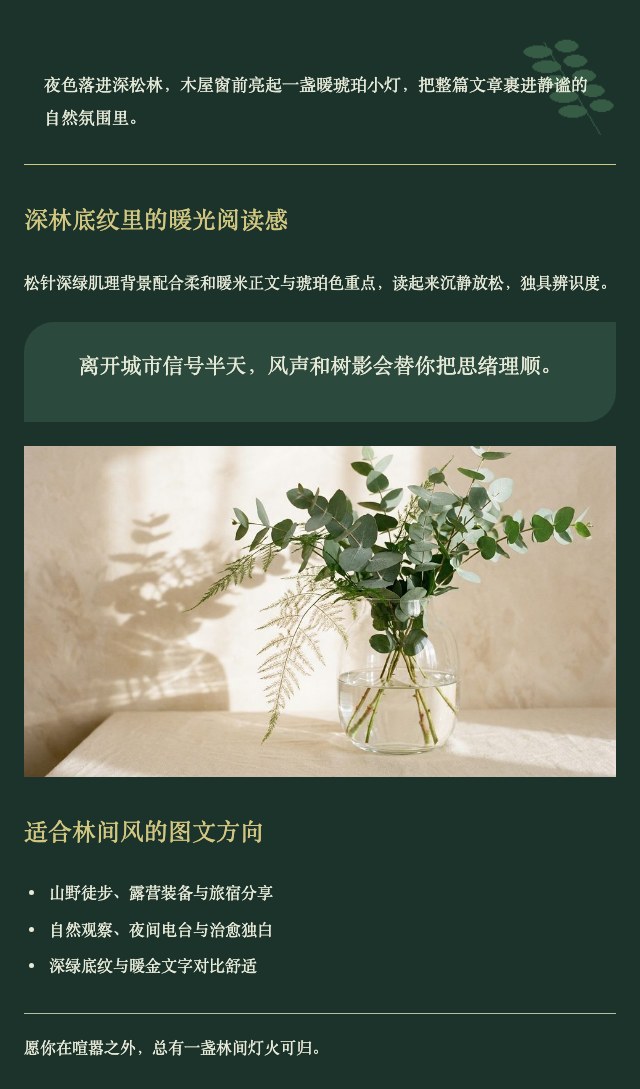 夜色落进深松林，木屋窗前亮起一盏暖琥珀小灯，把整篇文章裹进静谧的
自然氛围里。
深林底纹里的暖光阅读感
松针深绿肌理背景配合柔和暖米正文与琥珀色重点，读起来沉静放松，独具辨识度。
离开城市信号半天，风声和树影会替你把思绪理顺。
适合林间风的图文方向
• 山野徒步、露营装备与旅宿分享
• 自然观察、夜间电台与治愈独白
• 深绿底纹与暖金文字对比舒适
愿你在喧嚣之外，总有一盏林间灯火可归。